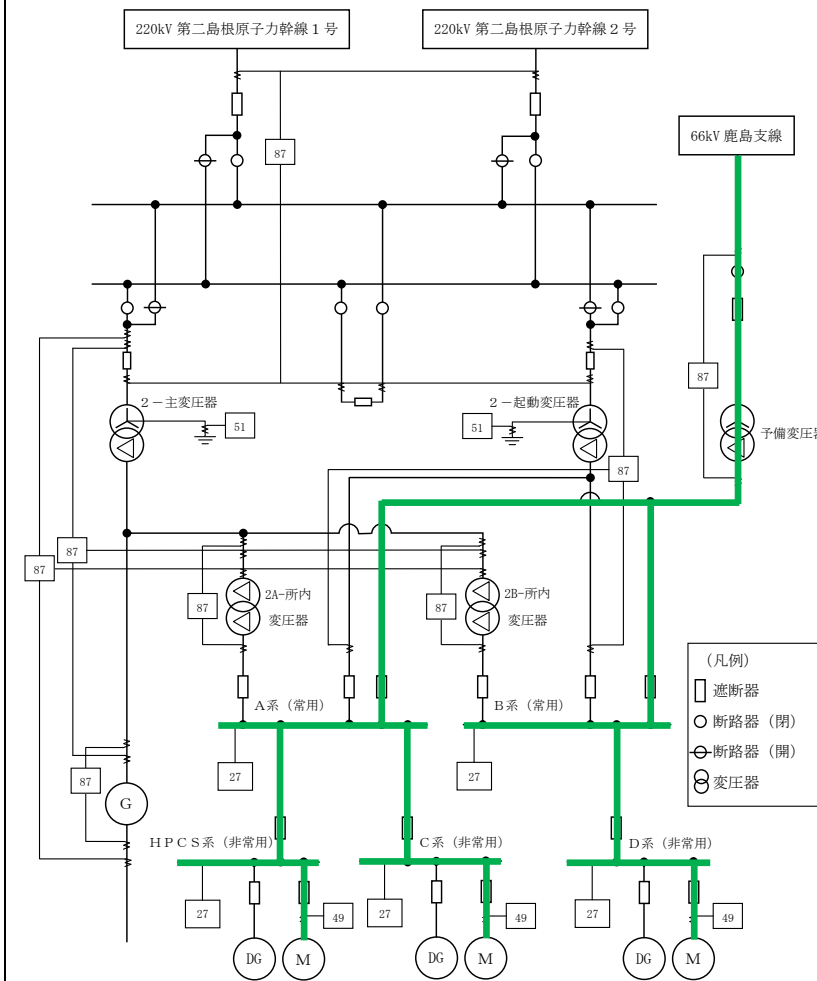 220kV 第二島根原子力幹線１号
220kV 第二島根原子力幹線２号
66kV 鹿島支線
87
87
２－主変圧器
51
２－起動変圧器
51
予備変圧器
87
87
87
2A-所内
変圧器
87
2B-所内
変圧器
87
(凡例)
遮断器
断路器（閉）
断路器（開）
変圧器
A系（常用）
B系（常用）
27
27
87
G
HPCS系（非常用）
C系（非常用）
D系（非常用）
27
49
27
49
27
49
DG
M
DG
M
DG
M